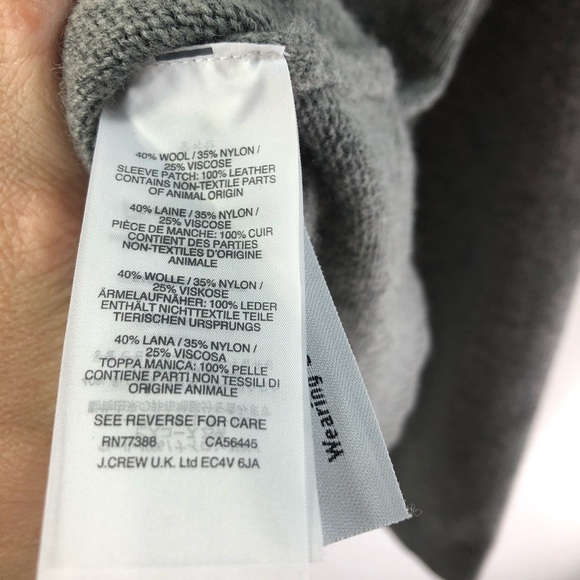 40% WOOL / 35% NYLON /
25% VISCOSE
SLEEVE PATCH: 100% LEATHER
CONTAINS NON-TEXTILE PARTS
OF ANIMAL ORIGIN
40% LAINE / 35% NYLON /
25% VISCOSE
PIÈCE DE MANCHE: 100% CUIR
CONTIENT DES PARTIES
NON-TEXTILES D'ORIGINE
ANIMALE
40% WOLLE / 35% NYLON /
25% VISKOSE
ÄRMELAUFNÄHER: 100% LEDER
ENTHÄLT NICHTTEXTILE TEILE
TIERISCHEN URSPRUNGS
40% LANA / 35% NYLON /
25% VISCOSA
TOPPA MANICA: 100% PELLE
CONTIENE PARTI NON TESSILI DI
ORIGINE ANIMALE
SEE REVERSE FOR CARE
RN77388 CA56445
J.CREW U.K. Ltd EC4V 6JA
Wearing